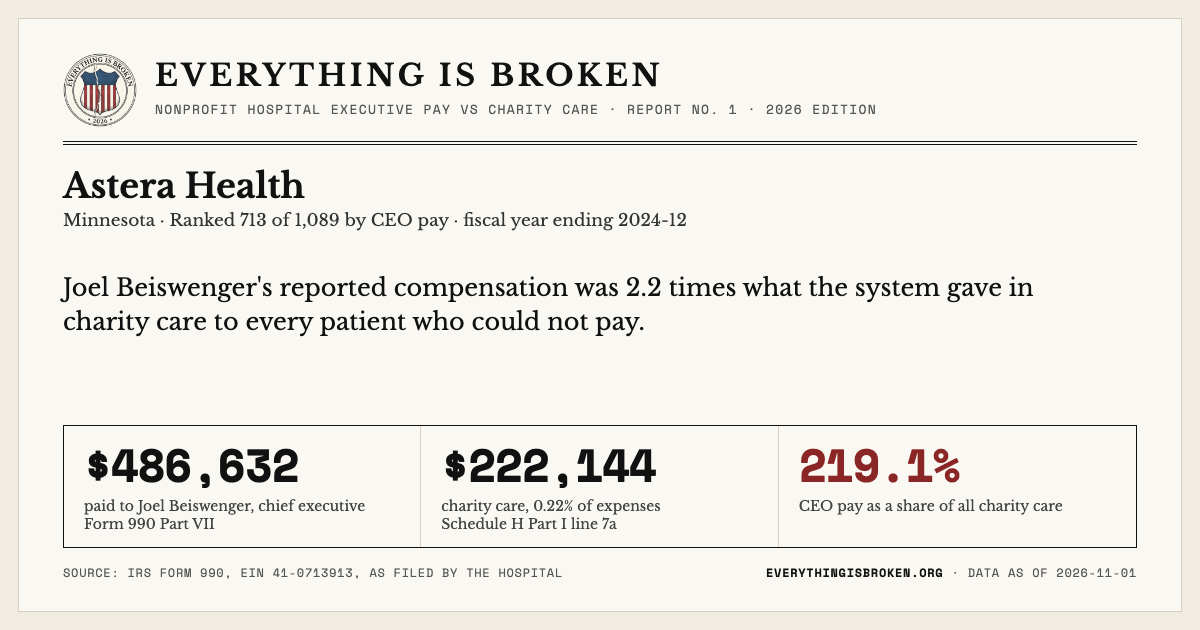 EVERYTHING IS BROKEN
· 2026 ·
EVERYTHING IS BROKEN
NONPROFIT HOSPITAL EXECUTIVE PAY VS CHARITY CARE · REPORT NO. 1 · 2026 EDITION
Astera Health
Minnesota · Ranked 713 of 1,089 by CEO pay · fiscal year ending 2024-12
Joel Beiswenger's reported compensation was 2.2 times what the system gave in
charity care to every patient who could not pay.
$486,632
paid to Joel Beiswenger, chief executive
Form 990 Part VII
$222,144
charity care, 0.22% of expenses
Schedule H Part I line 7a
219.1%
CEO pay as a share of all charity care
SOURCE: IRS FORM 990, EIN 41-0713913, AS FILED BY THE HOSPITAL
EVERYTHINGISBROKEN.ORG · DATA AS OF 2026-11-01